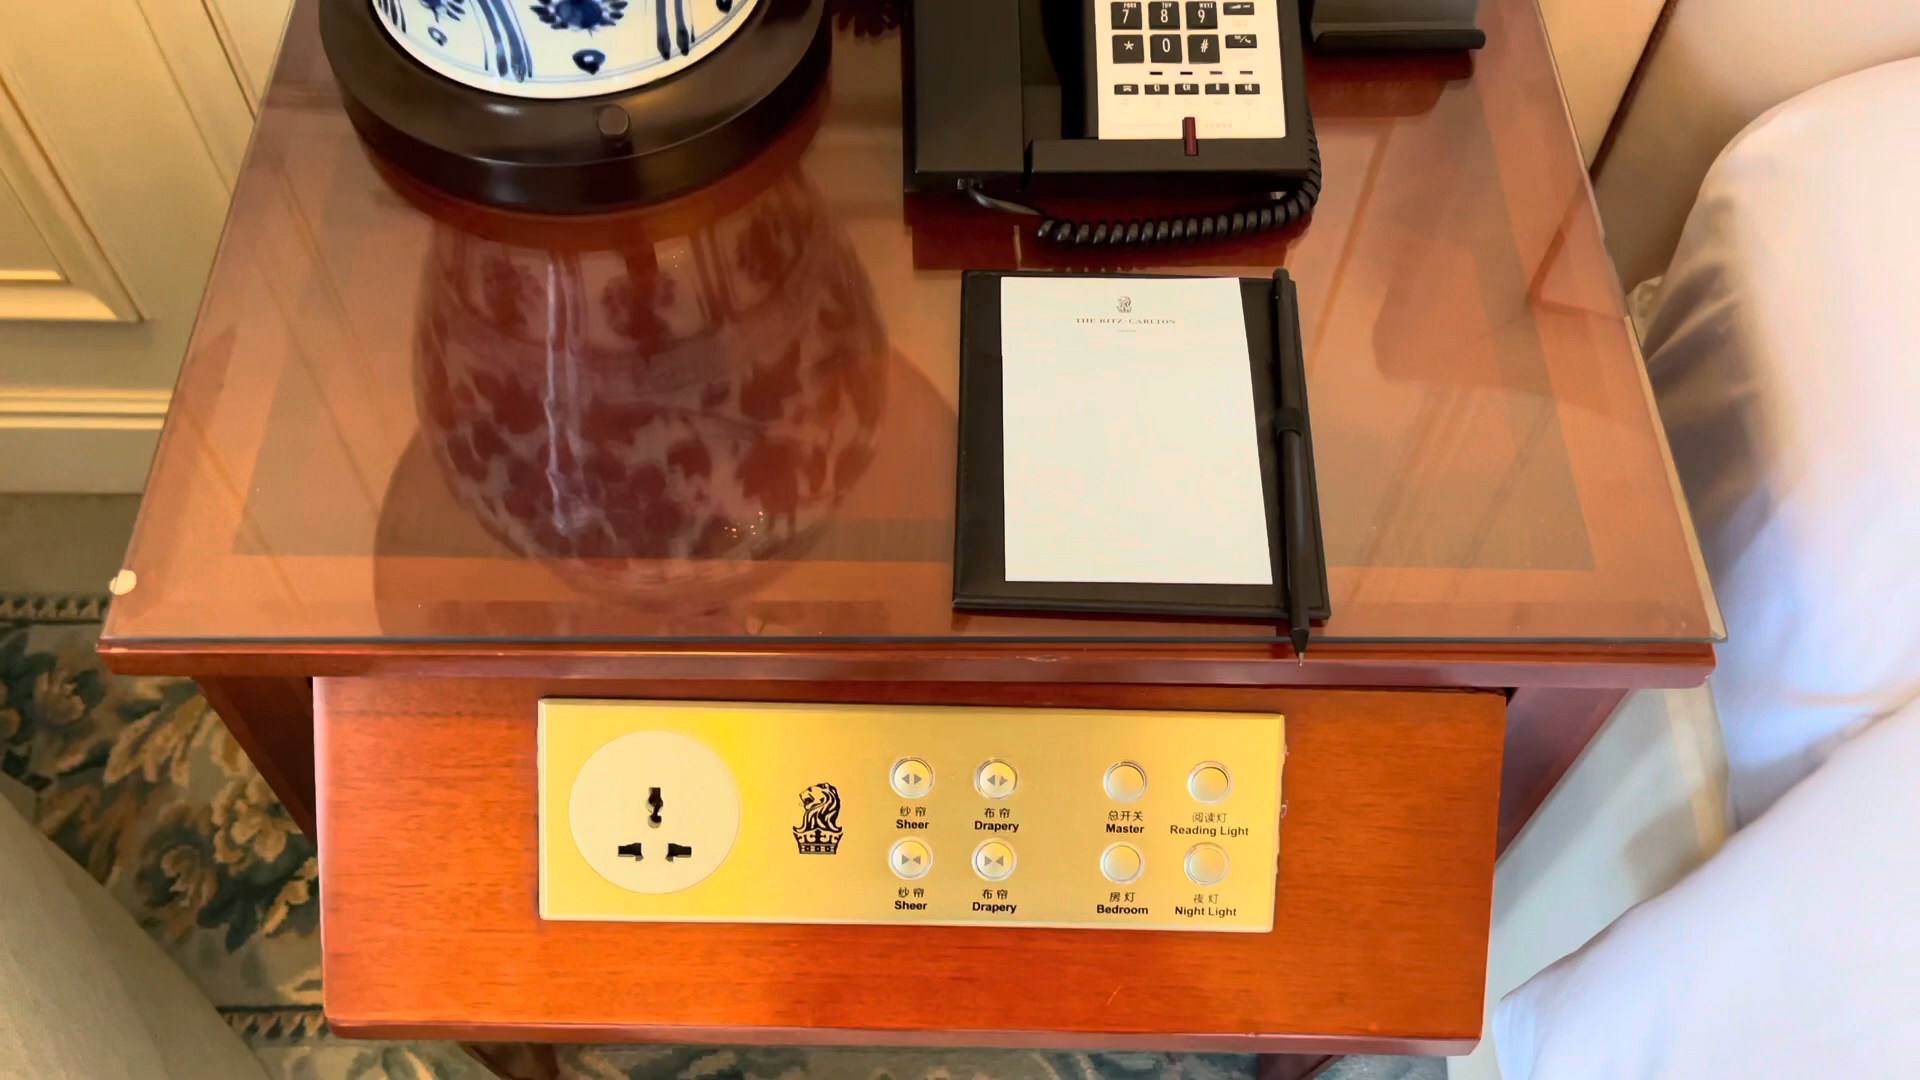 7 8 9
* 0 #
THE RITZ-CARLTON
纱帘 布帘 总开关 阅读灯
Sheer Drapery Master Reading Light
纱帘 布帘 房灯 夜灯
Sheer Drapery Bedroom Night Light